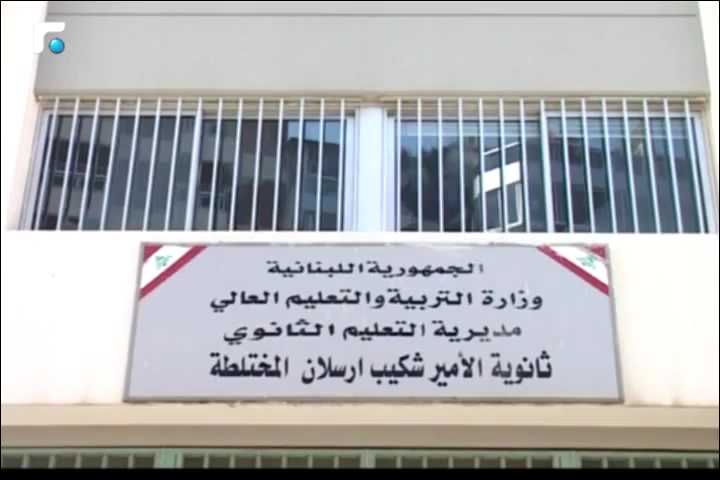 الجمهورية اللبنانية
وزارة التربية والتعليم العالي
مديرية التعليم الثانوي
ثانوية الأمير شكيب ارسلان المختلطة